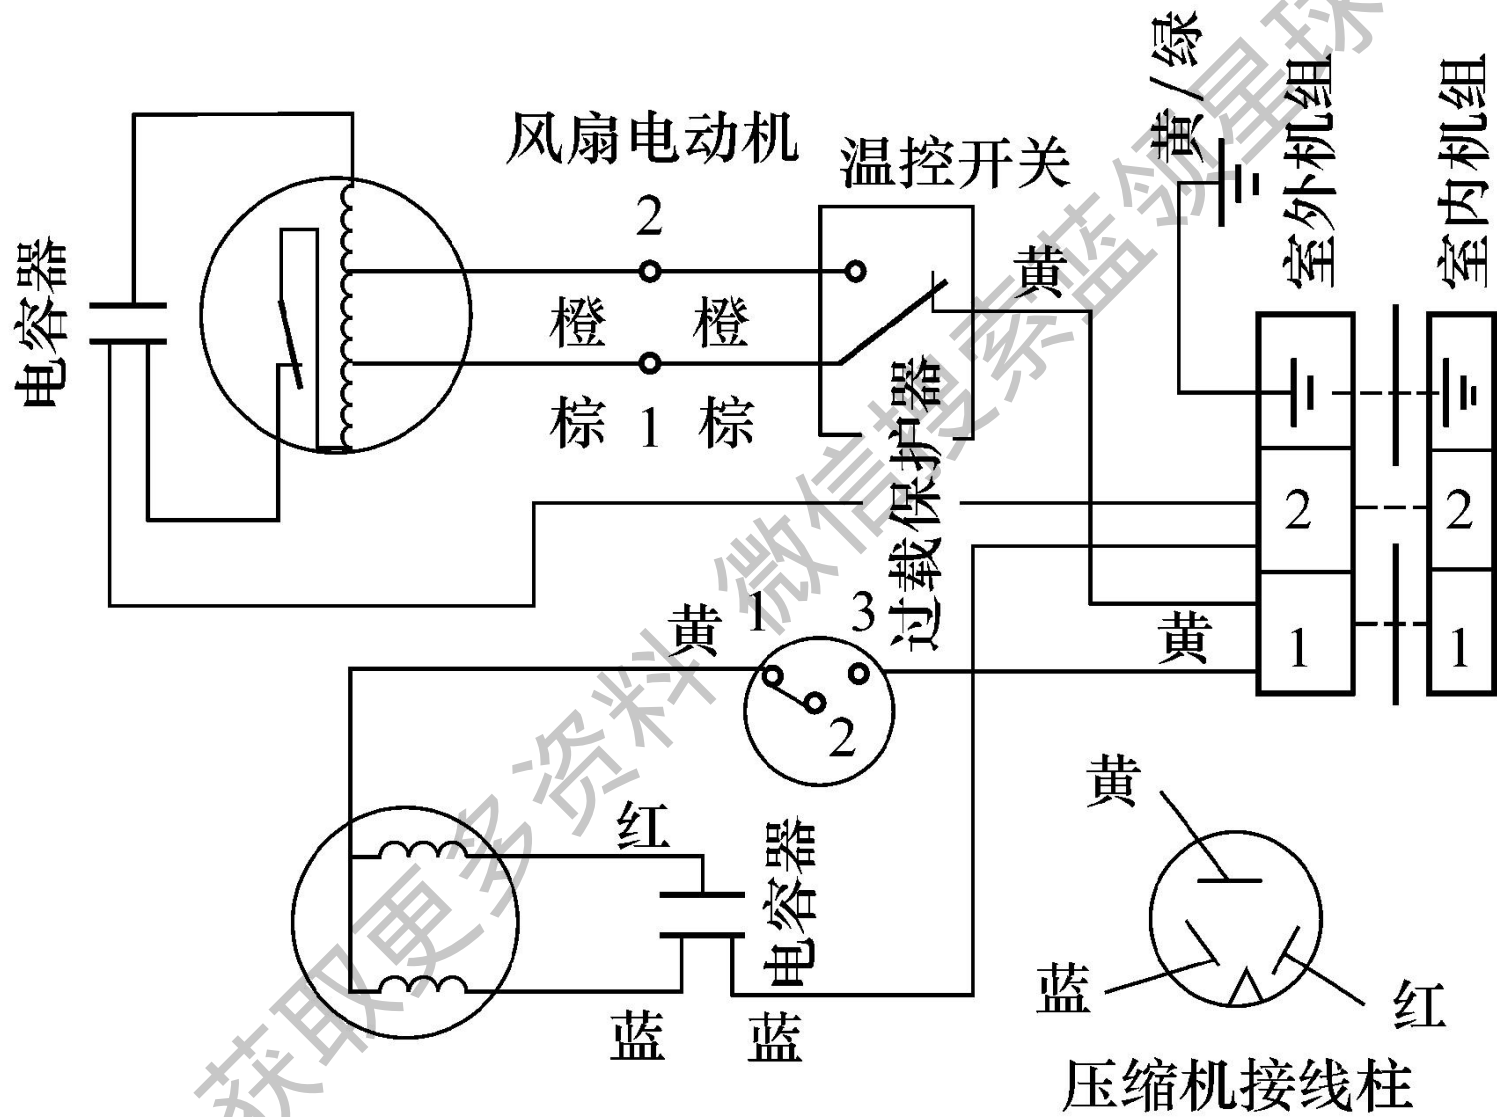 黄/绿
室外机组
室内机组
风扇电动机
温控开关
2
黄
电容器
橙
橙
棕
1
棕
过载保护器
2
2
黄
1
3
黄
1
1
2
黄
红
电容器
蓝
红
蓝
蓝
压缩机接线柱
获取更多资料 微信搜索蓝领星球